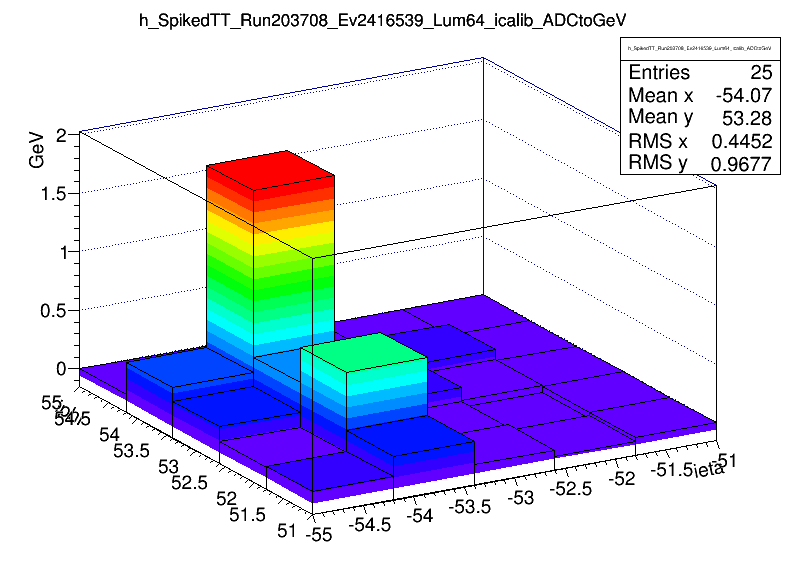 h_SpikedTT_Run203708_Ev2416539_Lum64_icalib_ADCtoGeV
h_SpikedTT_Run203708_Ev2416539_Lum64_icalib_ADCtoGeV
Entries 25
Mean x -54.07
Mean y 53.28
RMS x 0.4452
RMS y 0.9677
GeV
2
1.5
1
0.5
0
55
54.5
54
53.5
53
52.5
52
51.5
51
-55
-54.5
-54
-53.5
-53
-52.5
-52
-51.5
ieta
-51